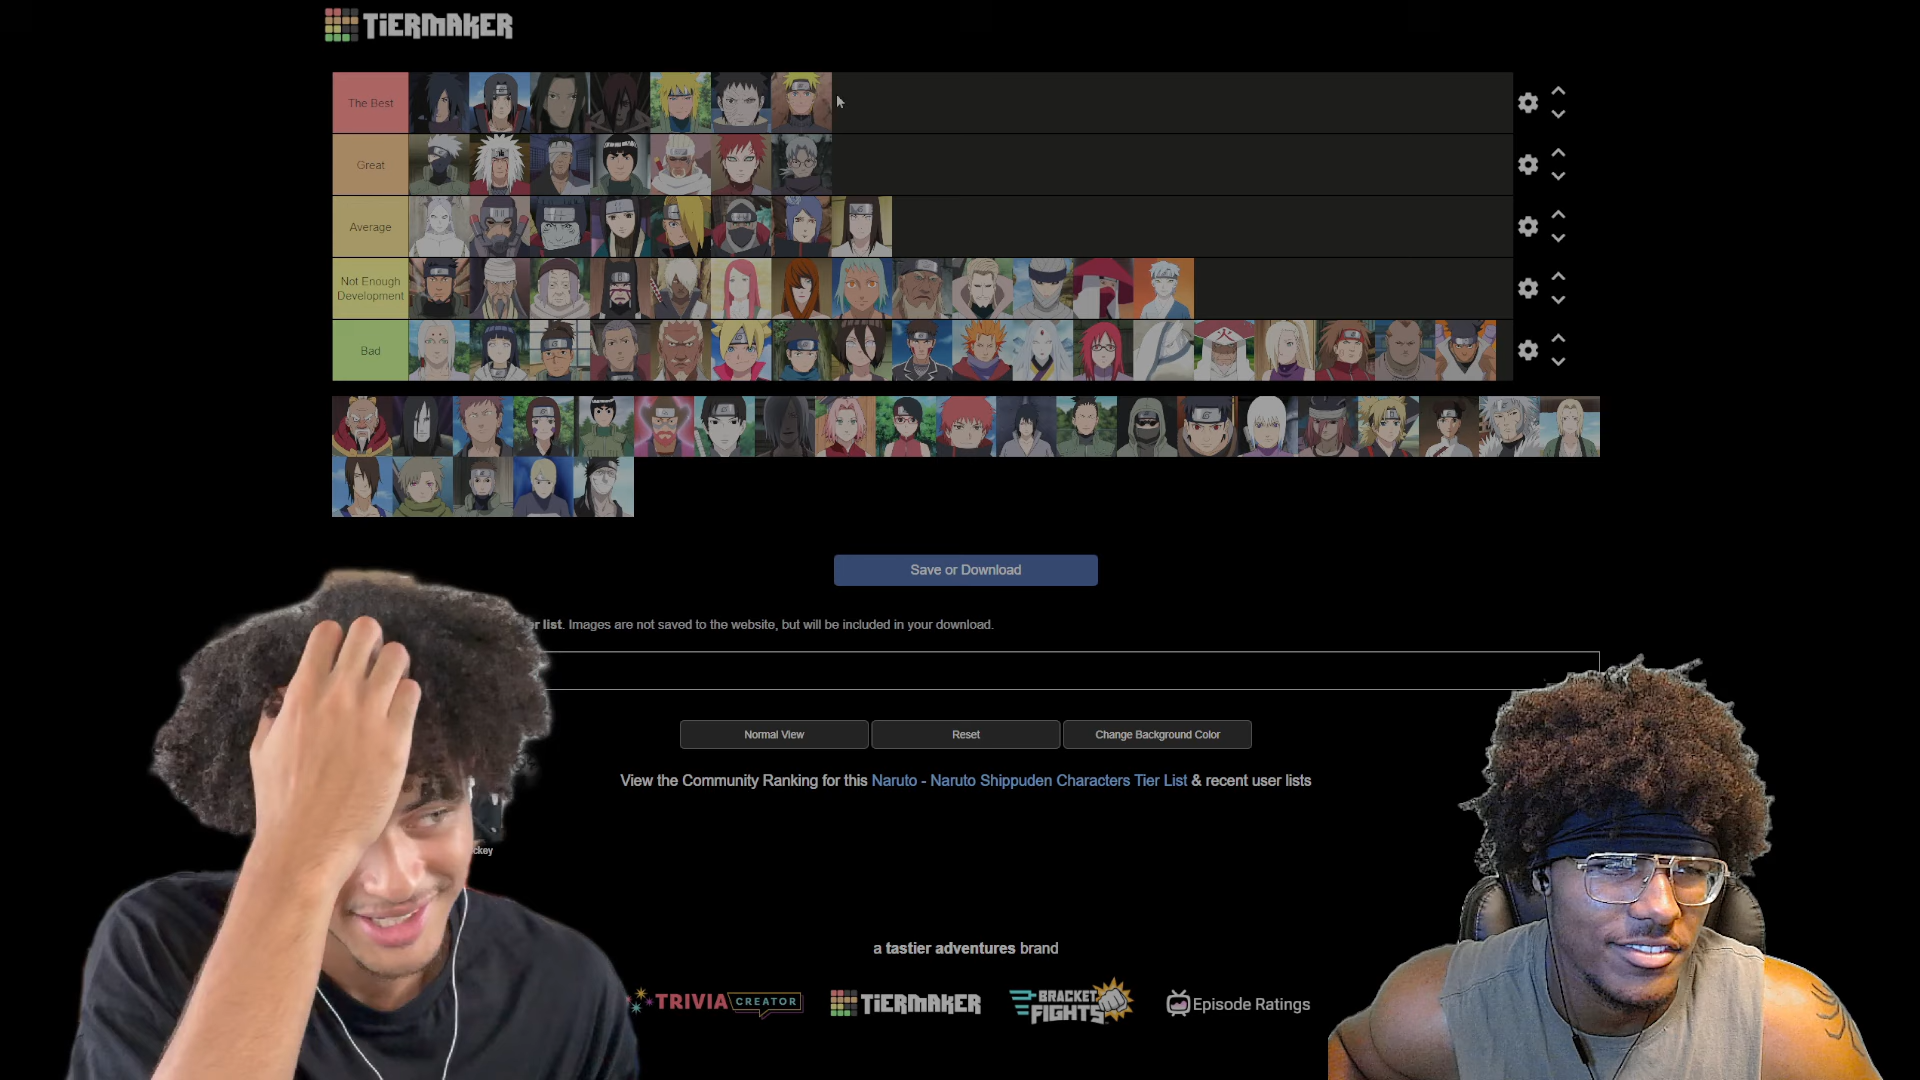 TiERMAKER
The Best
Great
Average
Not Enough
Development
Bad
Save or Download
r list. Images are not saved to the website, but will be included in your download.
Normal View
Reset
Change Background Color
View the Community Ranking for this Naruto - Naruto Shippuden Characters Tier List & recent user lists
ckey
a tastier adventures brand
TRIVIA CREATOR
TiERMAKER
BRACKET
FIGHTS
Episode Ratings